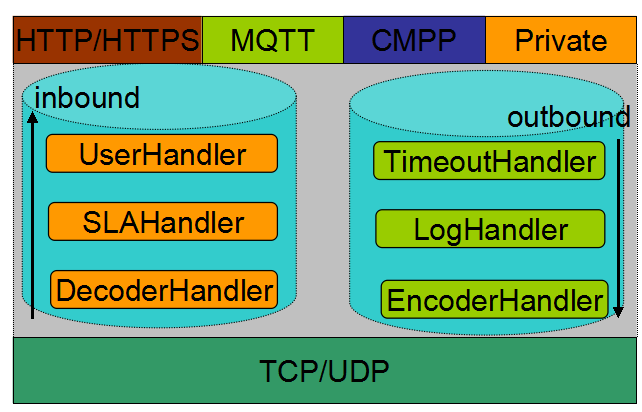 HTTP/HTTPS MQTT CMPP Private
inbound
UserHandler
SLAHandler
DecoderHandler
outbound
TimeoutHandler
LogHandler
EncoderHandler
TCP/UDP